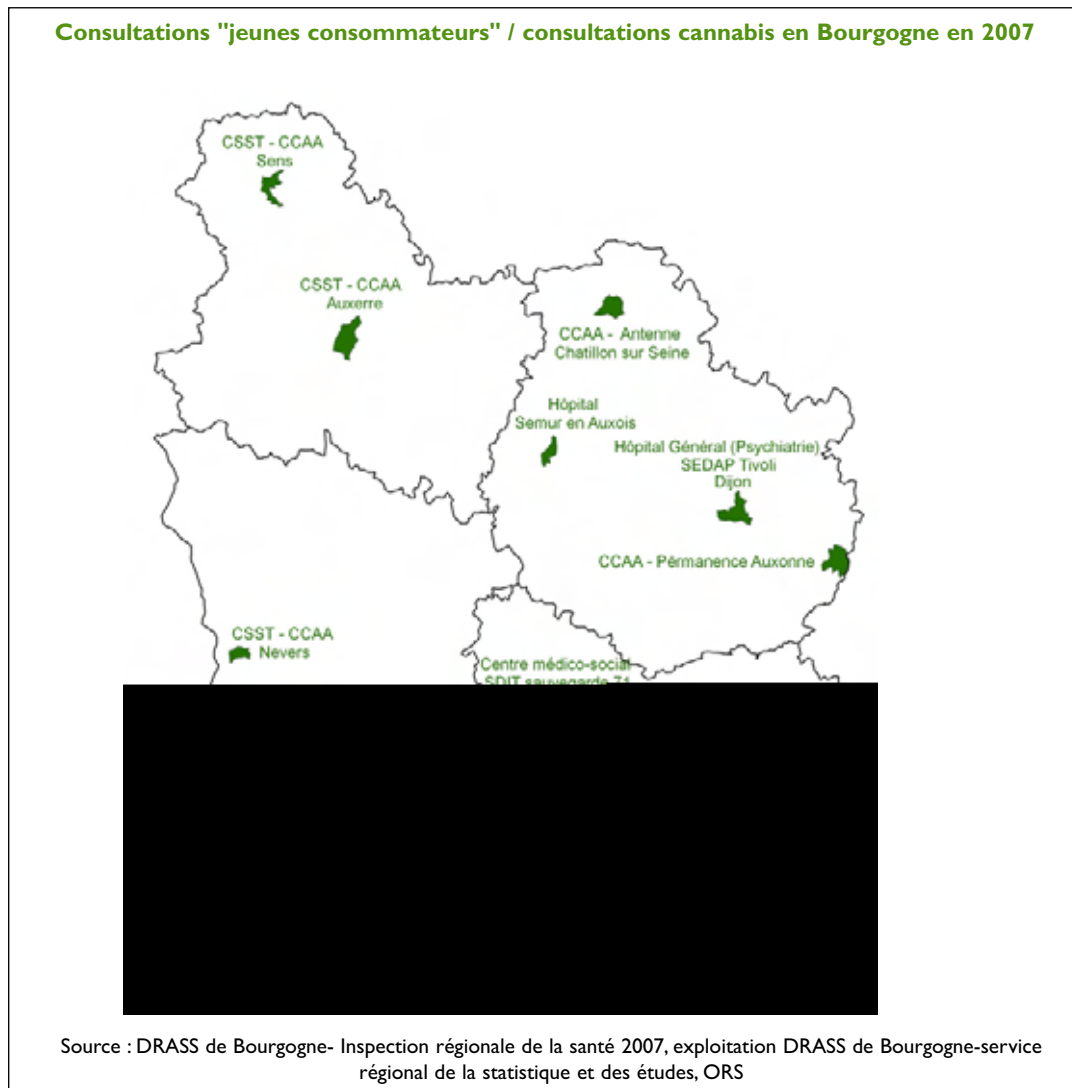 Consultations "jeunes consommateurs" / consultations cannabis en Bourgogne en 2007
CSST - CCAA
Sens
CSST - CCAA
Auxerre
CCAA - Antenne
Chatillon sur Seine
Hôpital
Semur en Auxois
Hôpital Général (Psychiatrie)
SEDAP Tivoli
Dijon
CCAA - Pérmanence Auxonne
CSST - CCAA
Nevers
Centre médico-social
SDIT sauvegarde 71
Source : DRASS de Bourgogne- Inspection régionale de la santé 2007, exploitation DRASS de Bourgogne-service
régional de la statistique et des études, ORS